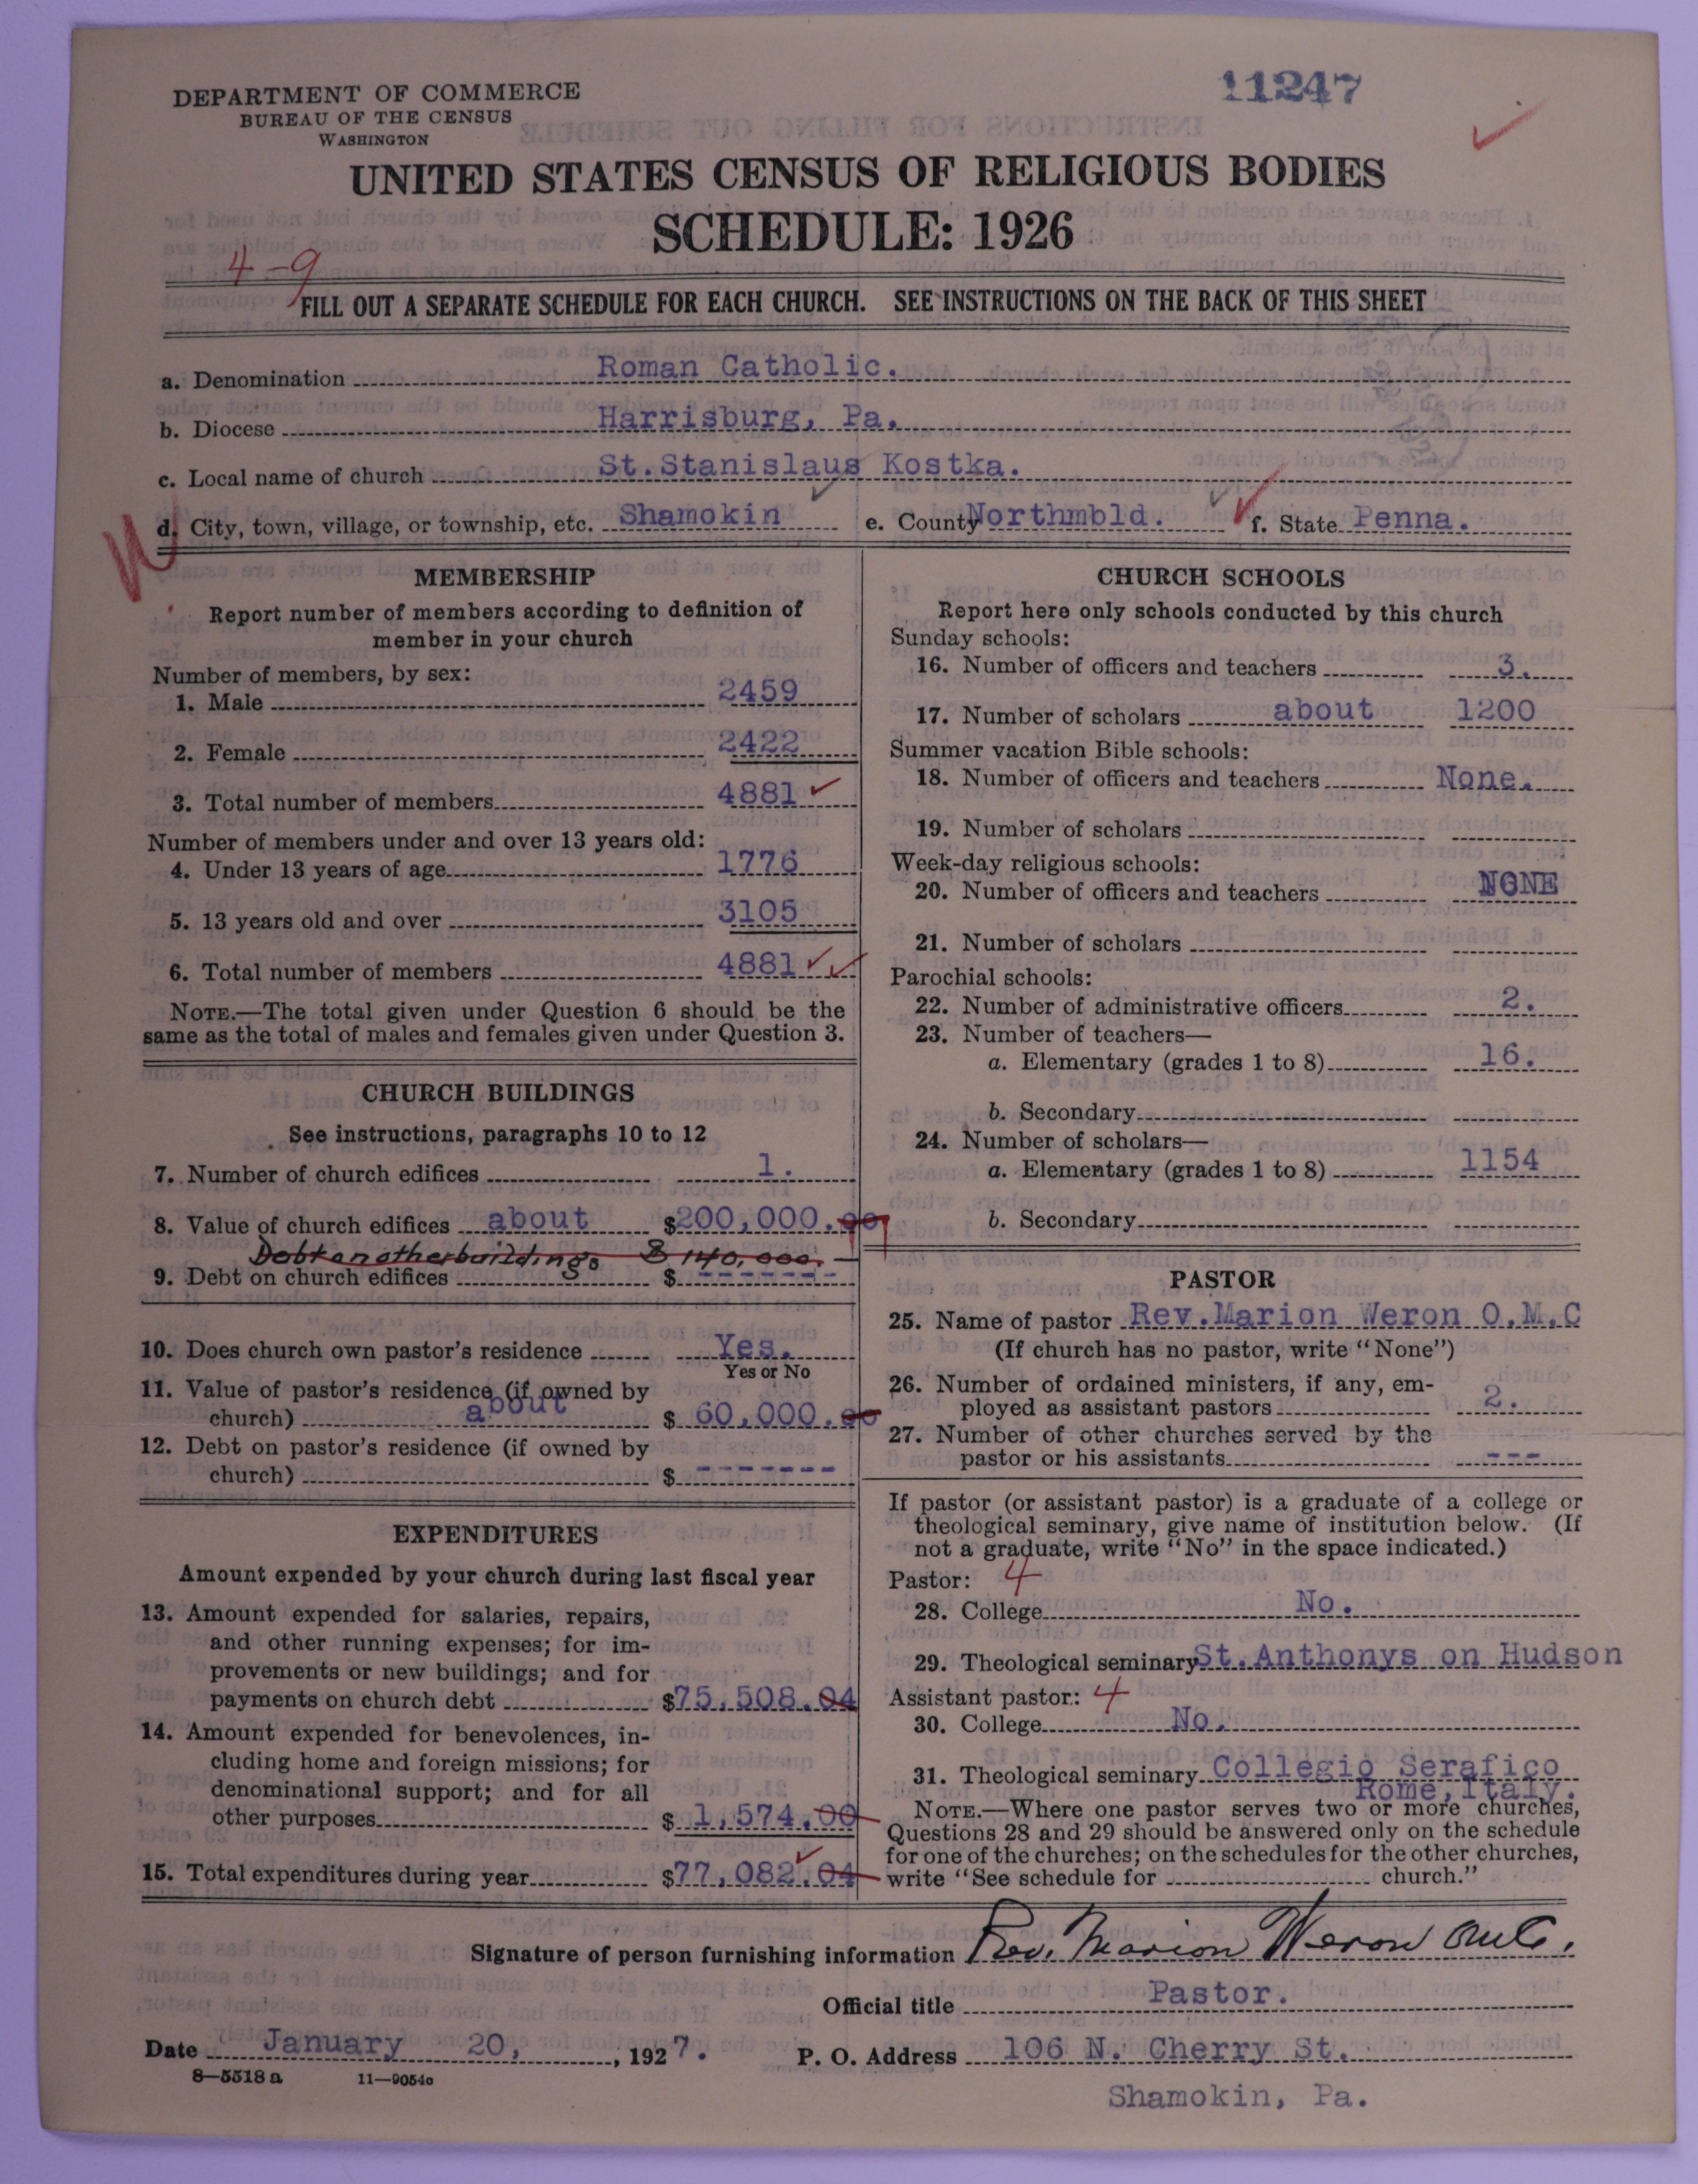 DEPARTMENT OF COMMERCE
BUREAU OF THE CENSUS
WASHINGTON
11247
UNITED STATES CENSUS OF RELIGIOUS BODIES
SCHEDULE: 1926
4-9
FILL OUT A SEPARATE SCHEDULE FOR EACH CHURCH. SEE INSTRUCTIONS ON THE BACK OF THIS SHEET
a. Denomination Roman Catholic.
b. Diocese Harrisburg, Pa.
c. Local name of church St.Stanislaus Kostka.
d. City, town, village, or township, etc. Shamokin e. County Northmbld. f. State Penna.
MEMBERSHIP
Report number of members according to definition of
member in your church
Number of members, by sex:
1. Male 2459
2. Female 2422
3. Total number of members 4881
Number of members under and over 13 years old:
4. Under 13 years of age 1776
5. 13 years old and over 3105
6. Total number of members 4881
NOTE.—The total given under Question 6 should be the
same as the total of males and females given under Question 3.
CHURCH BUILDINGS
See instructions, paragraphs 10 to 12
7. Number of church edifices 1.
8. Value of church edifices about $200,000.00
Debt on other buildings $ 140,000.
9. Debt on church edifices $ -------
10. Does church own pastor's residence Yes.
Yes or No
11. Value of pastor's residence (if owned by
church) about $ 60,000.00
12. Debt on pastor's residence (if owned by
church) $ --------
EXPENDITURES
Amount expended by your church during last fiscal year
13. Amount expended for salaries, repairs,
and other running expenses; for im-
provements or new buildings; and for
payments on church debt $75,508.04
14. Amount expended for benevolences, in-
cluding home and foreign missions; for
denominational support; and for all
other purposes $ 1,574.00
15. Total expenditures during year $77,082.04
CHURCH SCHOOLS
Report here only schools conducted by this church
Sunday schools:
16. Number of officers and teachers 3.
17. Number of scholars about 1200
Summer vacation Bible schools:
18. Number of officers and teachers None.
19. Number of scholars
Week-day religious schools:
20. Number of officers and teachers NONE
21. Number of scholars
Parochial schools:
22. Number of administrative officers 2.
23. Number of teachers—
a. Elementary (grades 1 to 8) 16.
b. Secondary
24. Number of scholars—
a. Elementary (grades 1 to 8) 1154
b. Secondary
PASTOR
25. Name of pastor Rev.Marion Weron O.M.C
(If church has no pastor, write "None")
26. Number of ordained ministers, if any, em-
ployed as assistant pastors 2.
27. Number of other churches served by the
pastor or his assistants ---
If pastor (or assistant pastor) is a graduate of a college or
theological seminary, give name of institution below. (If
not a graduate, write "No" in the space indicated.)
Pastor: 4
28. College No.
29. Theological seminary St.Anthonys on Hudson
Assistant pastor: 4
30. College No.
31. Theological seminary Collegio Serafico
Rome,Italy.
NOTE.—Where one pastor serves two or more churches,
Questions 28 and 29 should be answered only on the schedule
for one of the churches; on the schedules for the other churches,
write "See schedule for church."
Signature of person furnishing information Rev. Marion Weron OMC.
Official title Pastor.
Date January 20, , 1927.
P. O. Address 106 N. Cherry St.
8—5518 a 11—9054c
Shamokin, Pa.